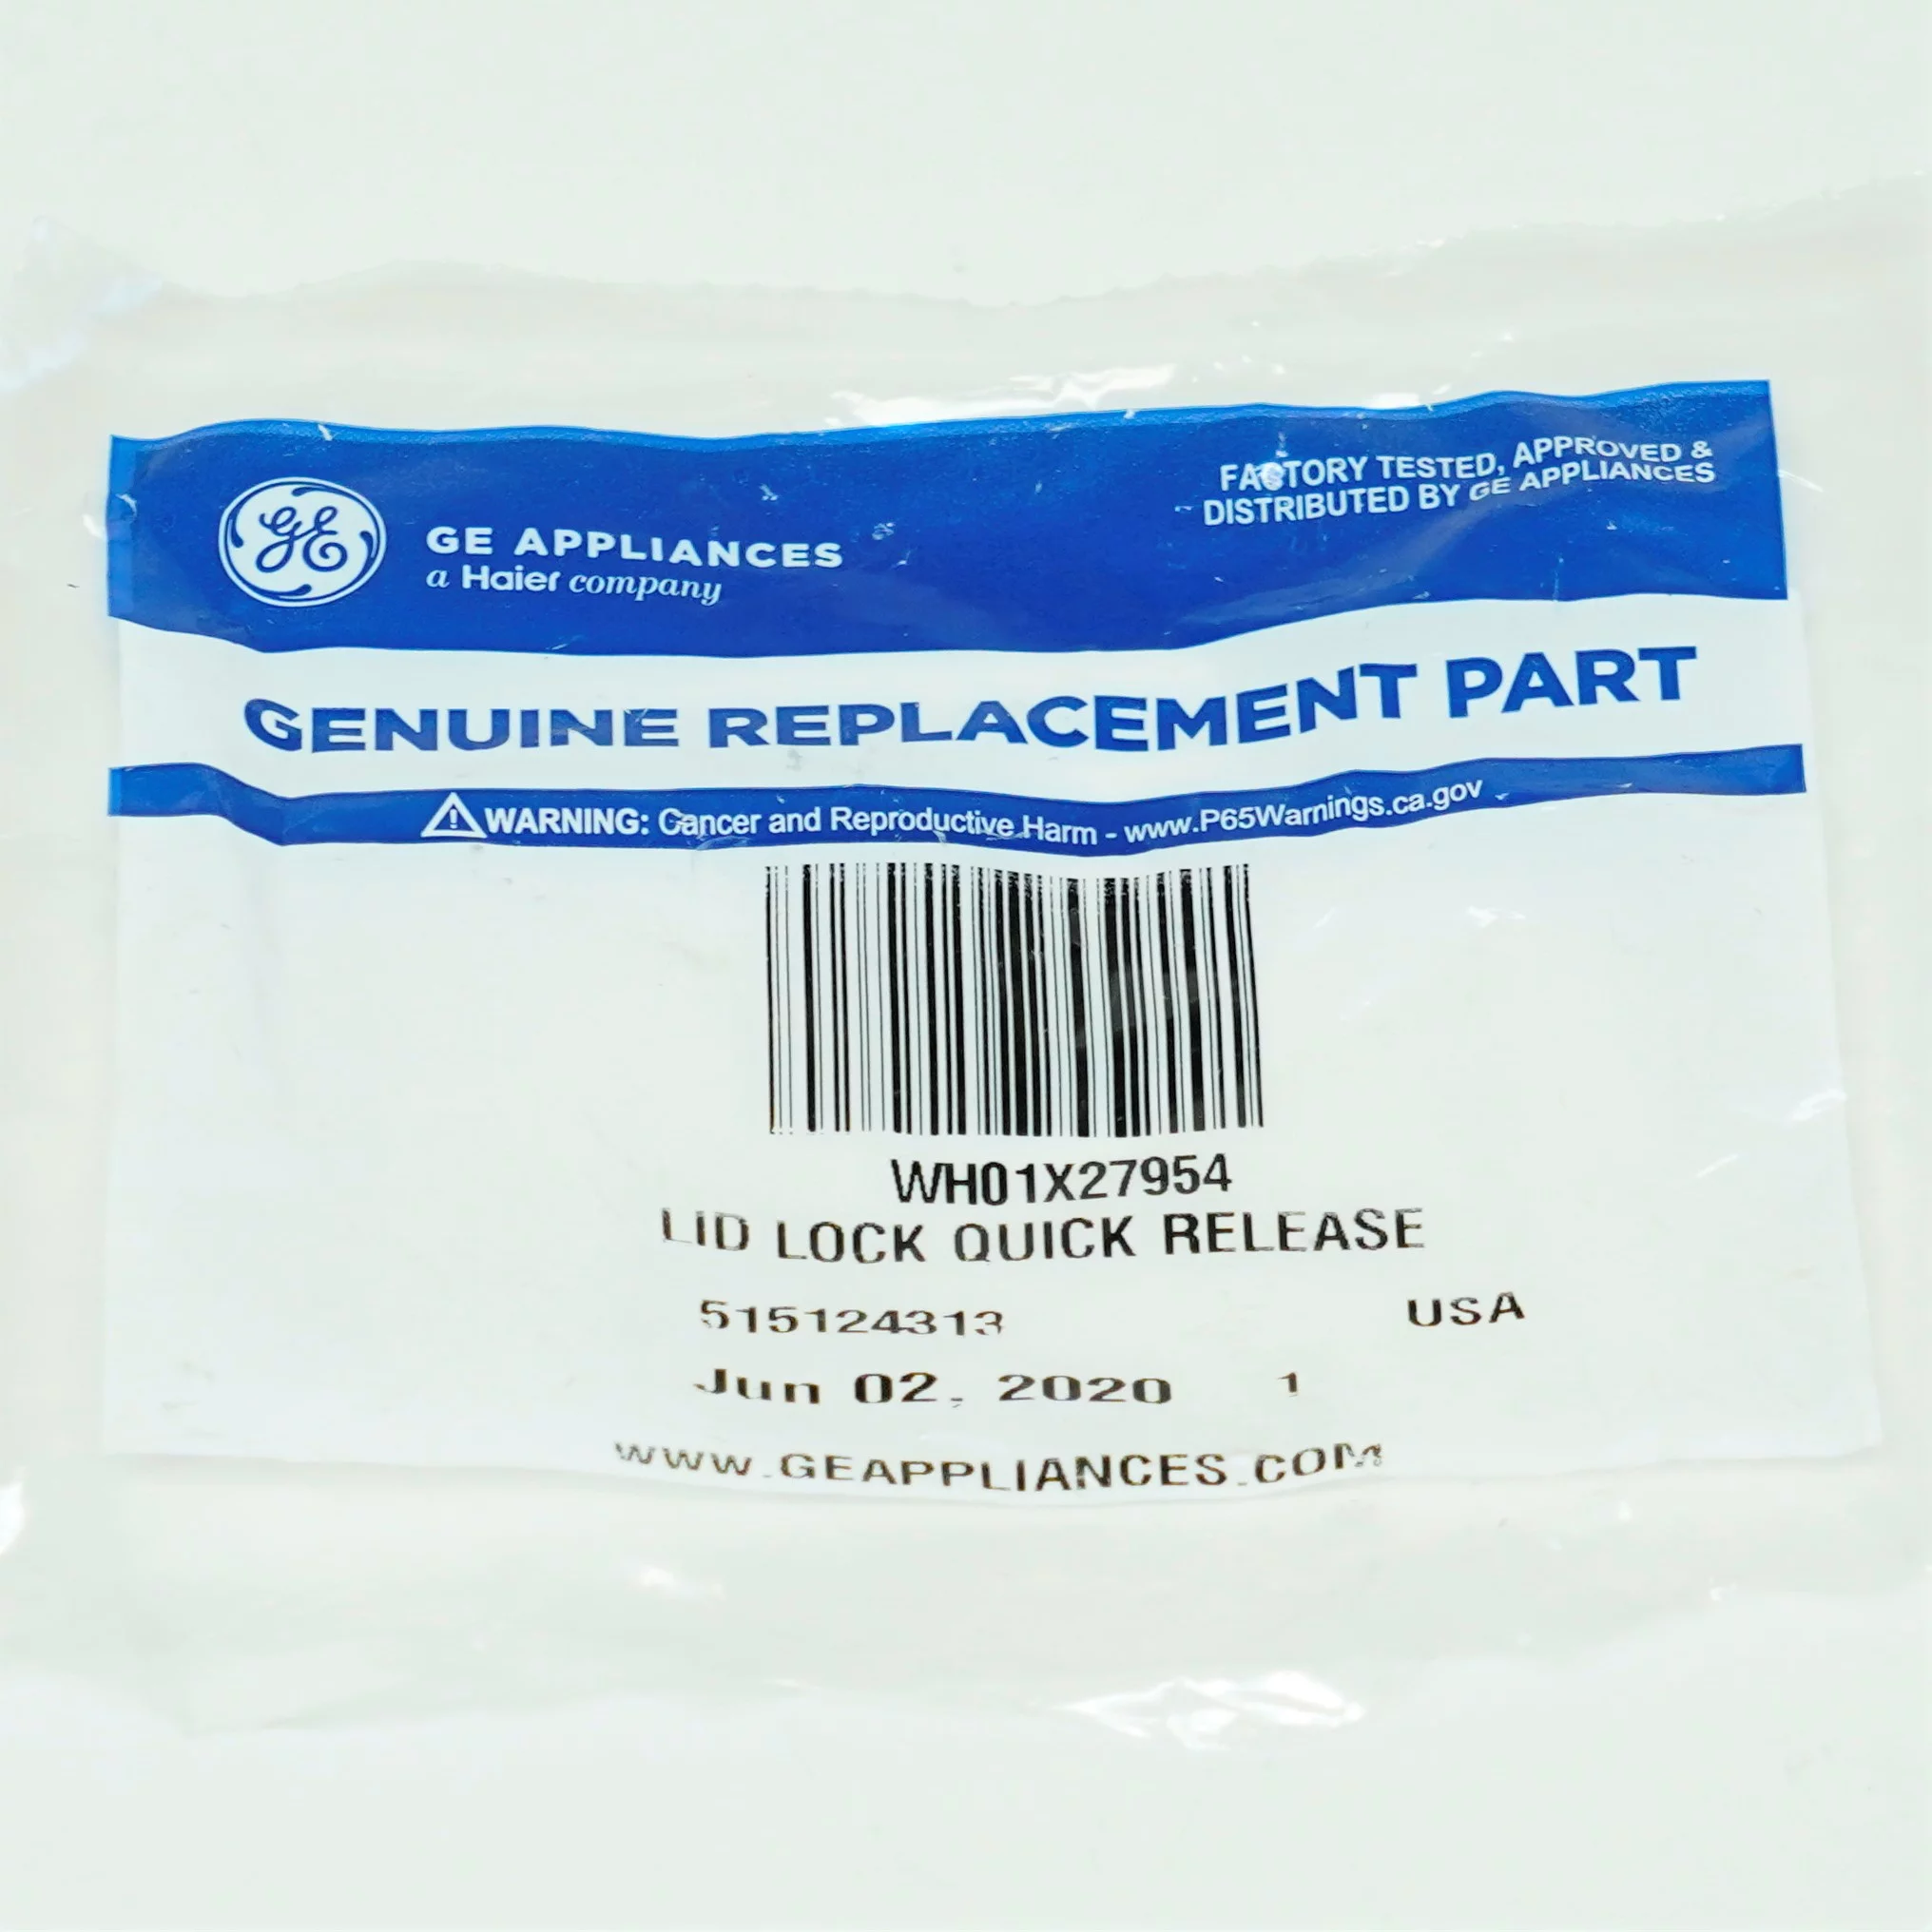 GE
GE APPLIANCES
a Haier company
FACTORY TESTED, APPROVED &
DISTRIBUTED BY GE APPLIANCES
GENUINE REPLACEMENT PART
WARNING: Cancer and Reproductive Harm - www.P65Warnings.ca.gov
WH01X27954
LID LOCK QUICK RELEASE
515124313 USA
Jun 02, 2020 1
www.GEAPPLIANCES.COM